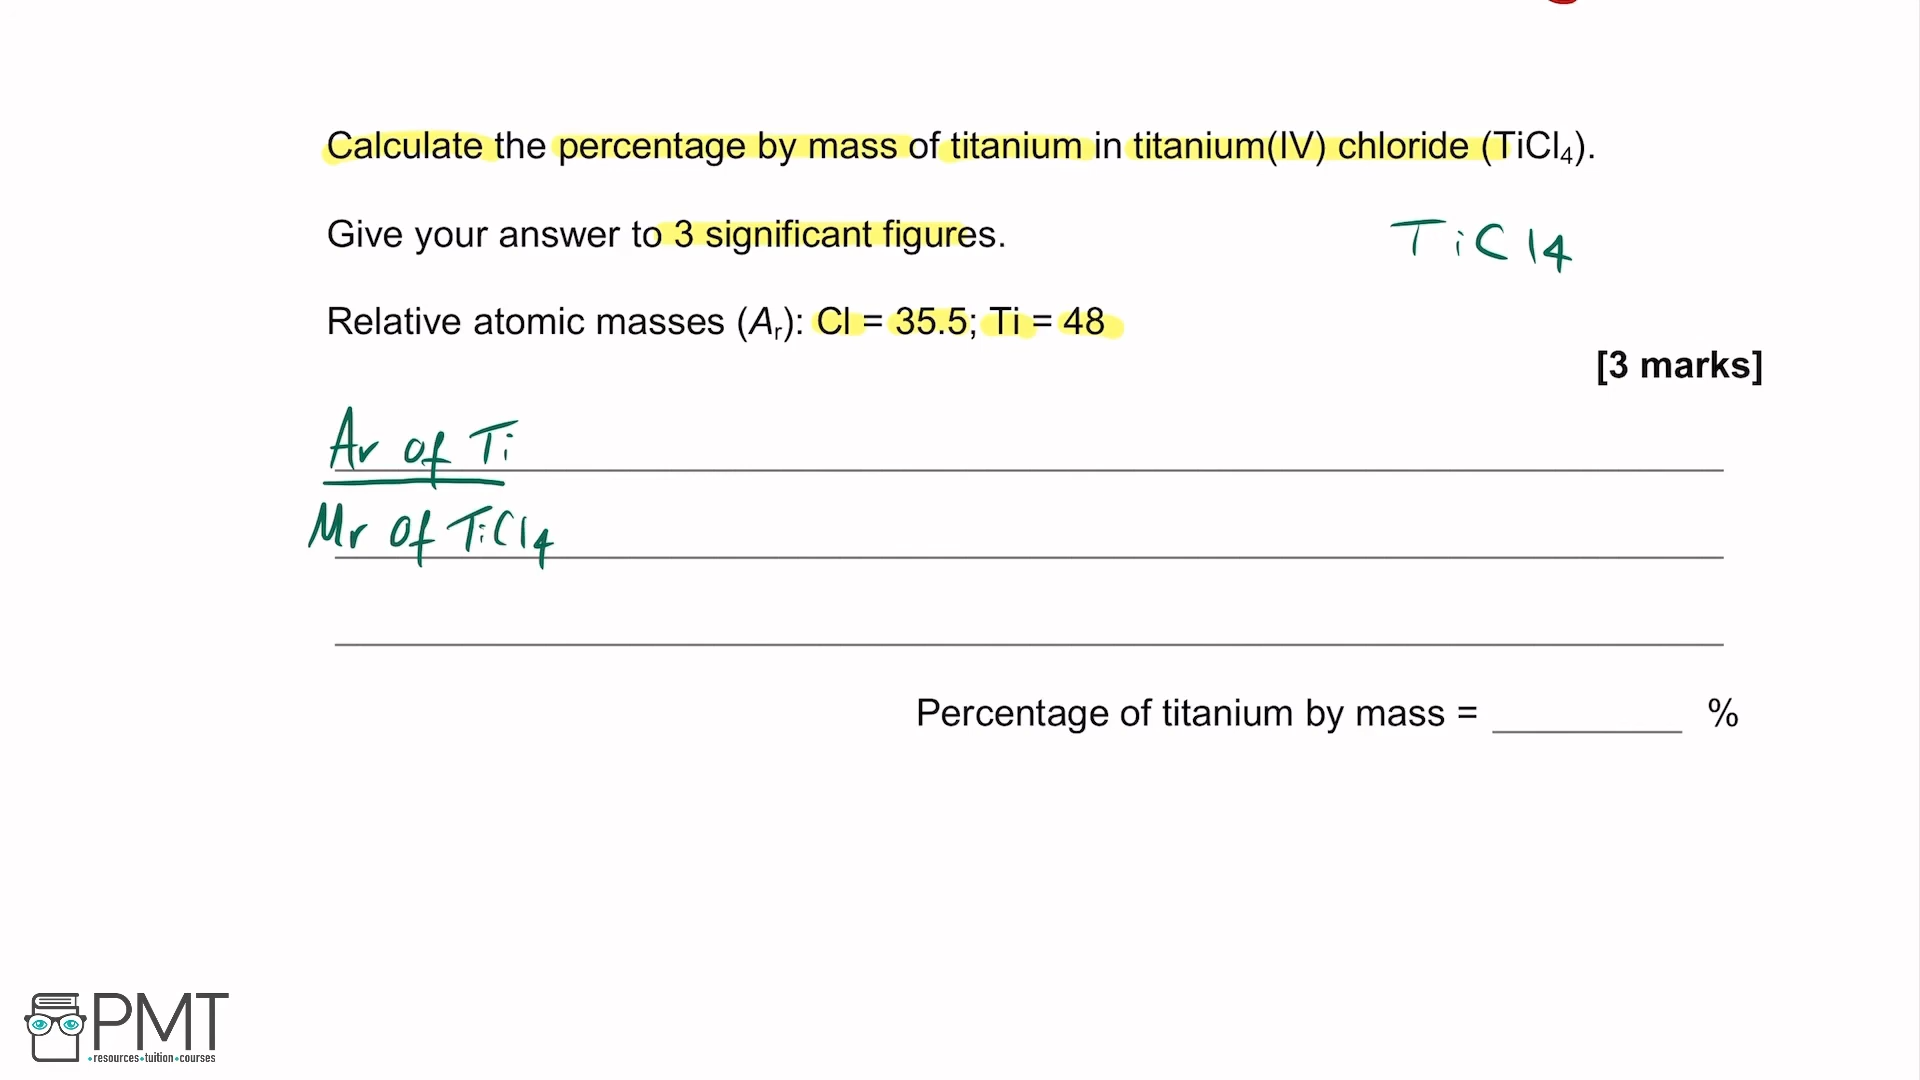 Calculate the percentage by mass of titanium in titanium(IV) chloride (TiCl₄).
Give your answer to 3 significant figures.
TiCl4
Relative atomic masses (Aᵣ): Cl = 35.5; Ti = 48
[3 marks]
Ar of Ti
Mr of TiCl4
Percentage of titanium by mass = ________ %
PMT
•resources•tuition•courses